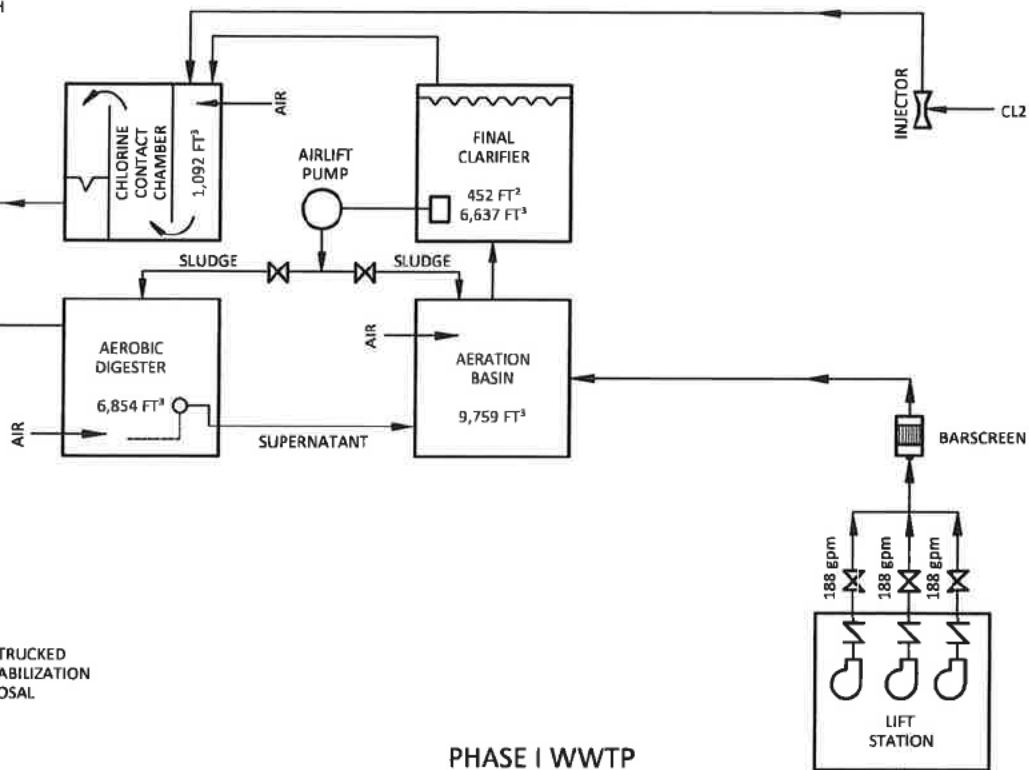 H
INJECTOR
CL2
AIR
CHLORINE
CONTACT
CHAMBER
1,092 FT³
AIRLIFT
PUMP
FINAL
CLARIFIER
452 FT²
6,637 FT³
SLUDGE
SLUDGE
AEROBIC
DIGESTER
6,854 FT³
AIR
SUPERNATANT
AIR
AERATION
BASIN
9,759 FT³
BARSCREEN
188 gpm
188 gpm
188 gpm
LIFT
STATION
TRUCKED
ABILIZATION
OSAL
PHASE I WWTP